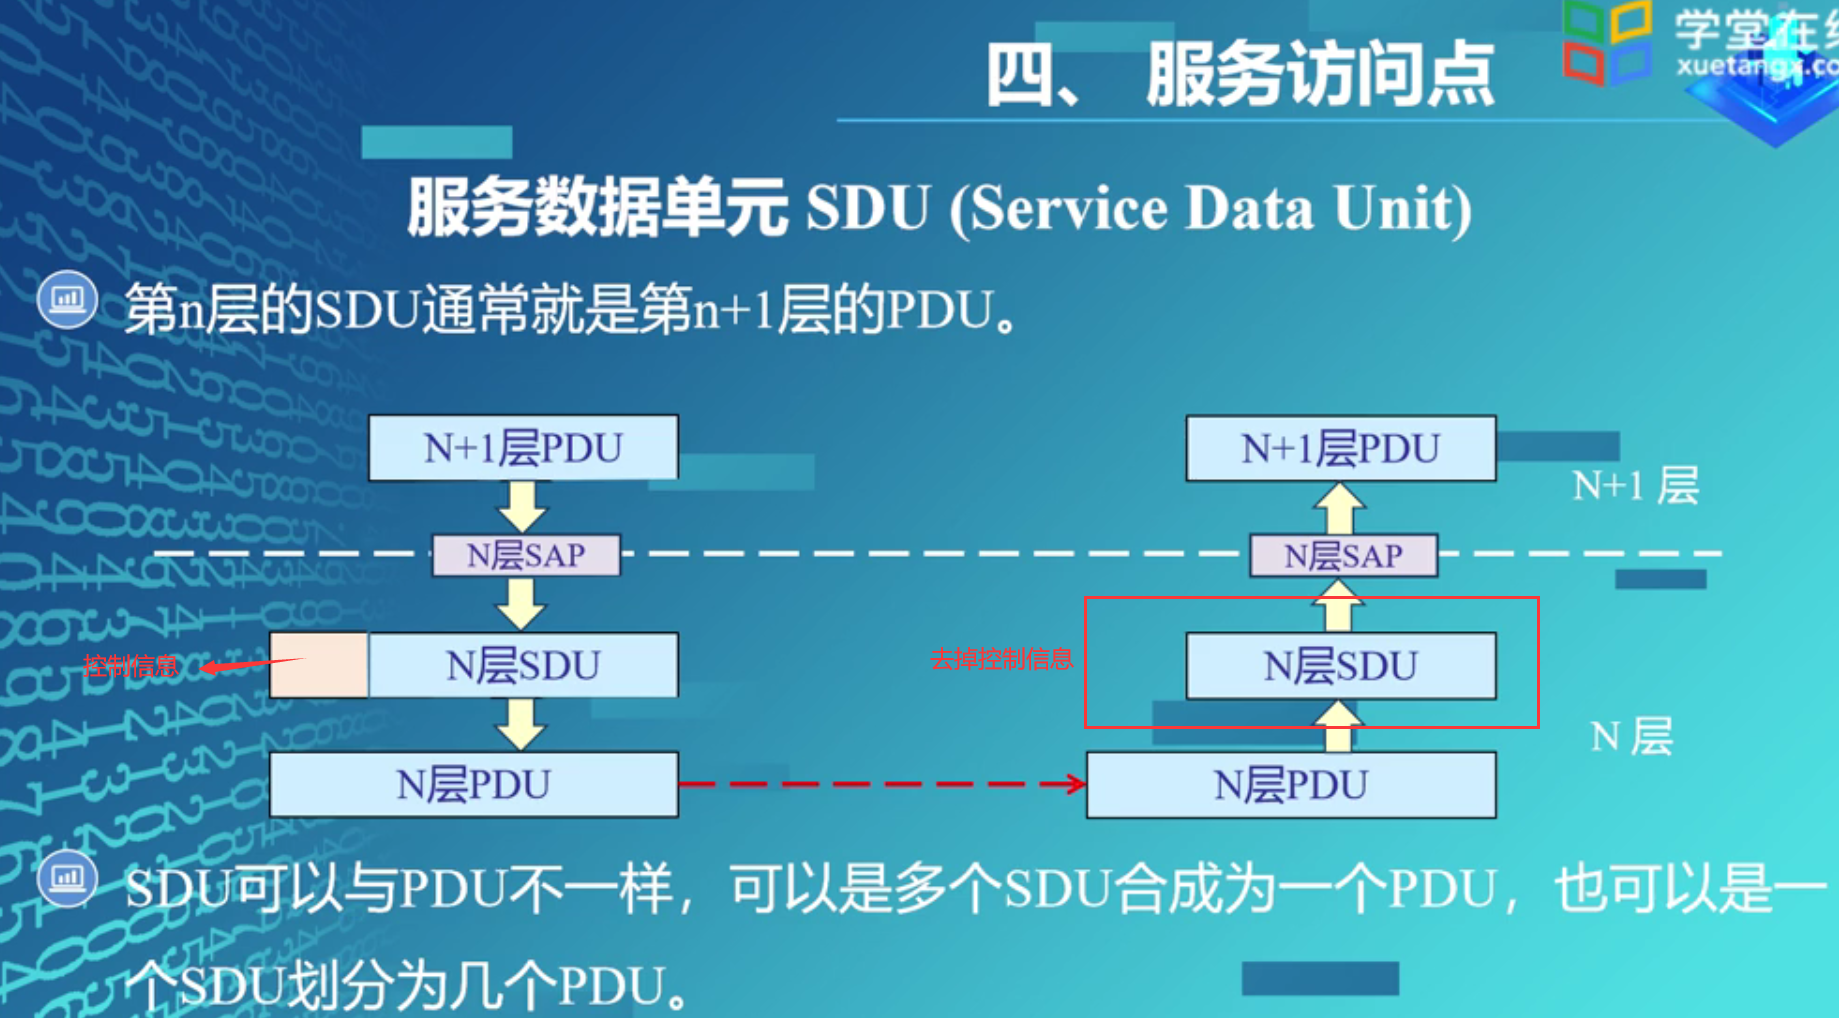 学堂在线
xuetangx.co
四、 服务访问点
服务数据单元 SDU (Service Data Unit)
第n层的SDU通常就是第n+1层的PDU。
N+1层PDU
N+1层PDU
N+1 层
N层SAP
N层SAP
控制信息
N层SDU
去掉控制信息
N层SDU
N 层
N层PDU
N层PDU
SDU可以与PDU不一样，可以是多个SDU合成为一个PDU，也可以是一
个SDU划分为几个PDU。